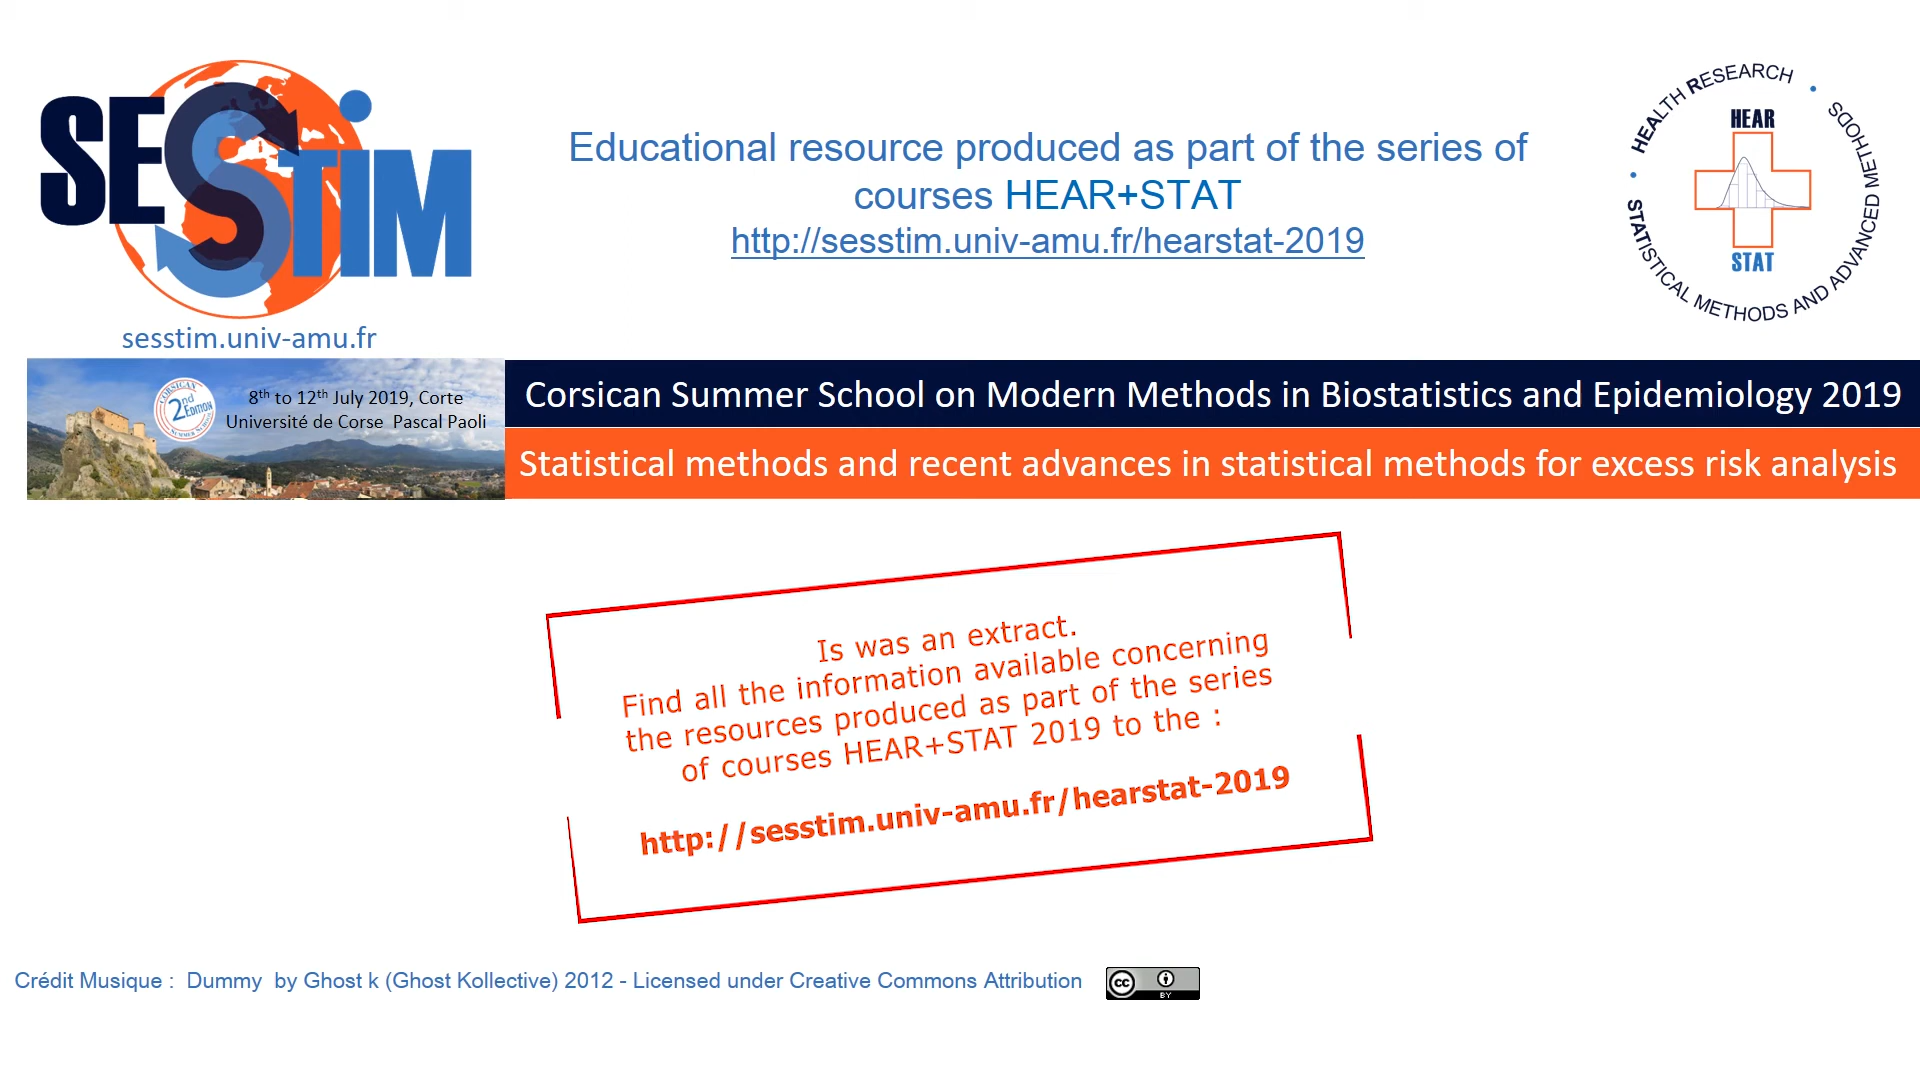 SESSTIM
sesstim.univ-amu.fr
Educational resource produced as part of the series of
courses HEAR+STAT
http://sesstim.univ-amu.fr/hearstat-2019
HEALTH RESEARCH
STATISTICAL METHODS AND ADVANCED METHODS
HEAR
STAT
CORSICAN
2nd
EDITION
SUMMER SCHOOL
8th to 12th July 2019, Corte
Université de Corse Pascal Paoli
Corsican Summer School on Modern Methods in Biostatistics and Epidemiology 2019
Statistical methods and recent advances in statistical methods for excess risk analysis
Is was an extract.
Find all the information available concerning
the resources produced as part of the series
of courses HEAR+STAT 2019 to the :
http://sesstim.univ-amu.fr/hearstat-2019
Crédit Musique : Dummy by Ghost k (Ghost Kollective) 2012 - Licensed under Creative Commons Attribution
cc
BY